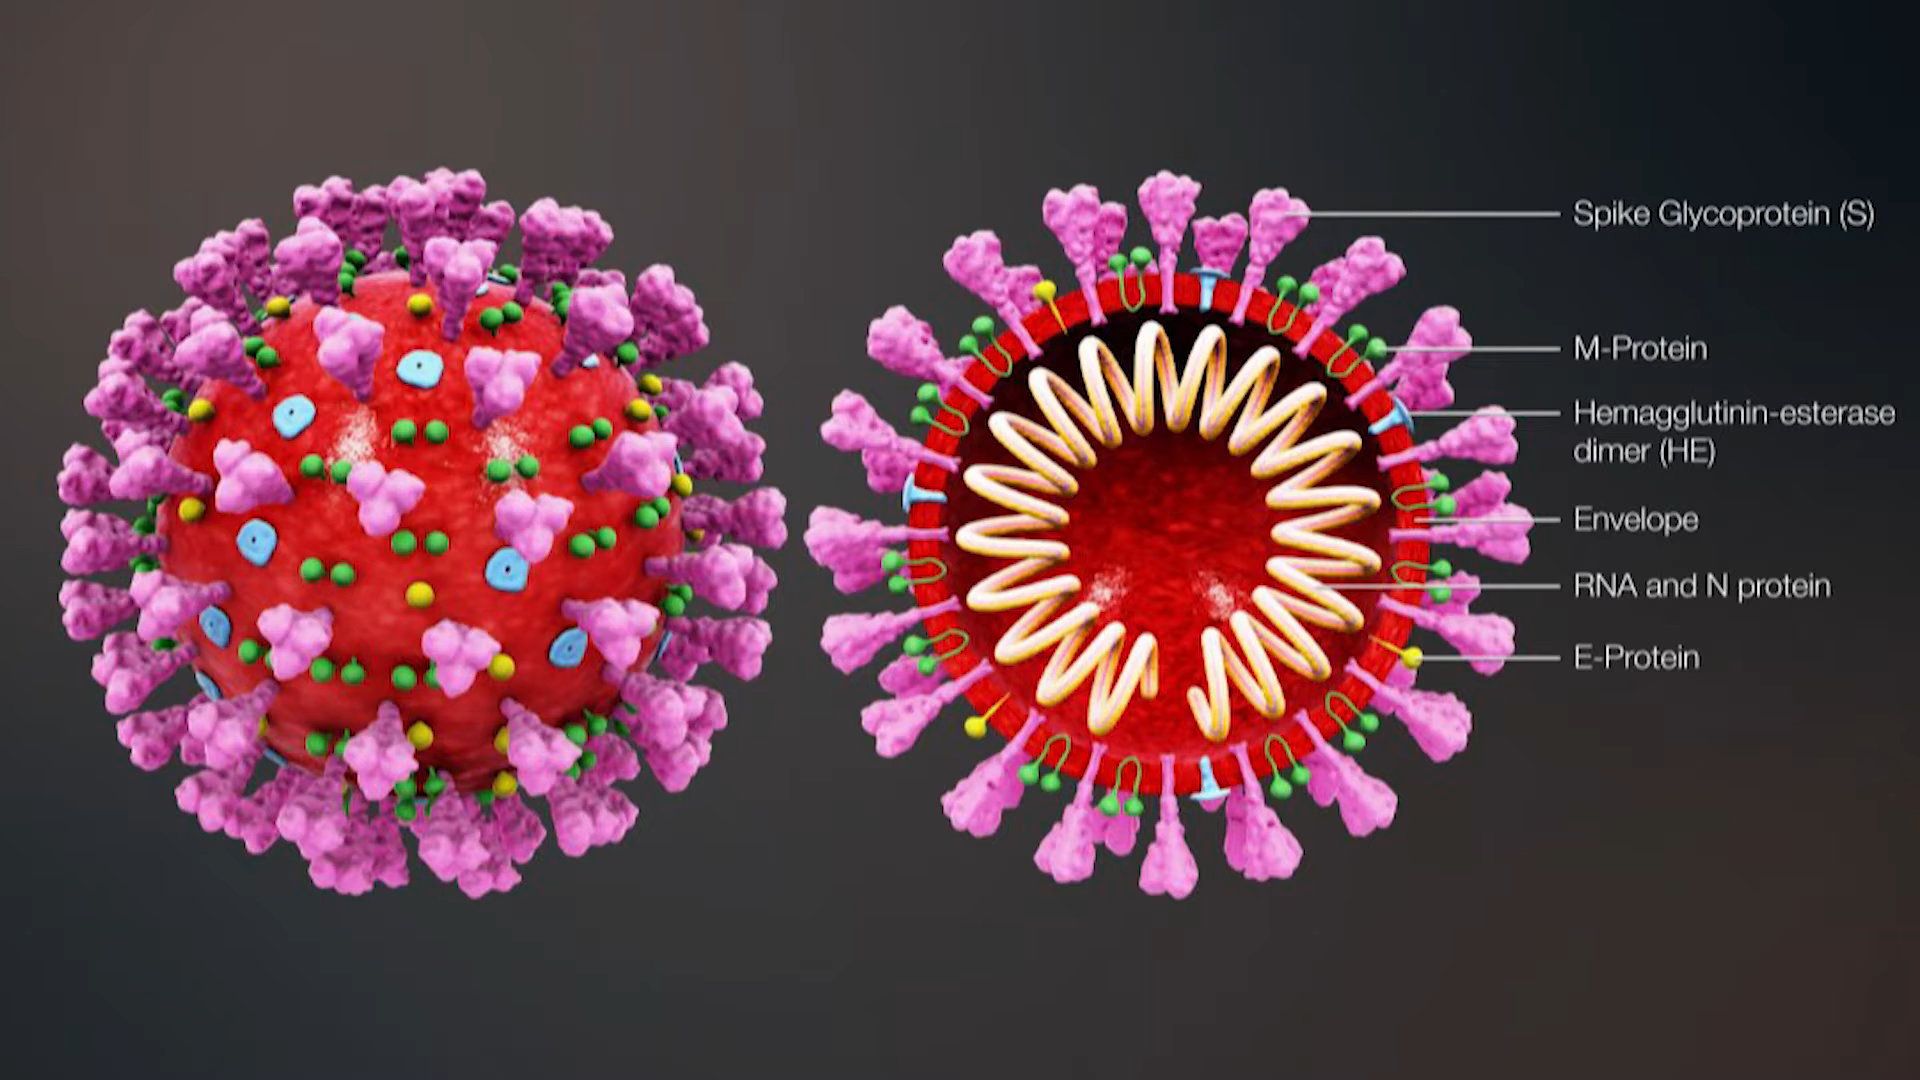 Spike Glycoprotein (S)
M-Protein
Hemagglutinin-esterase
dimer (HE)
Envelope
RNA and N protein
E-Protein